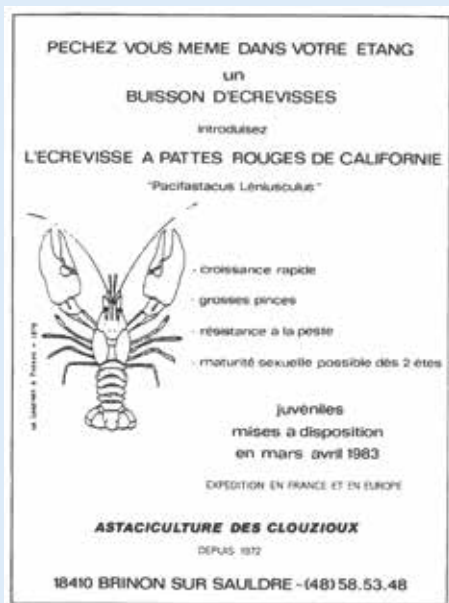 PECHEZ VOUS MEME DANS VOTRE ETANG
un
BUISSON D'ECREVISSES
introduisez
L'ECREVISSE A PATTES ROUGES DE CALIFORNIE
"Pacifastacus Léniusculus"
- croissance rapide
- grosses pinces
- résistance a la peste
- maturité sexuelle possible dès 2 étes
juvéniles
mises a disposition
en mars avril 1983
EXPEDITION EN FRANCE ET EN EUROPE
ASTACICULTURE DES CLOUZIOUX
DEPUIS 1972
18410 BRINON SUR SAULDRE - (48) 58.53.48